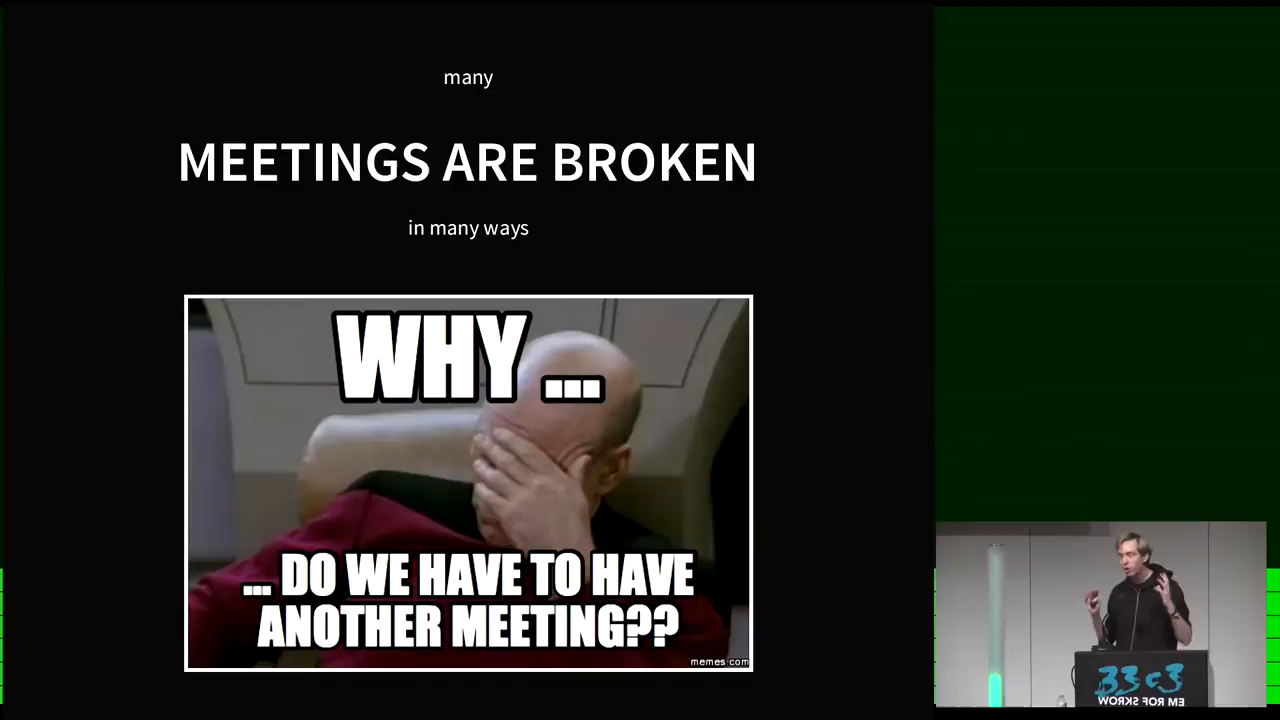 many
MEETINGS ARE BROKEN
in many ways
WHY ...
... DO WE HAVE TO HAVE
ANOTHER MEETING??
memes.com
33c3
WORKS FOR ME